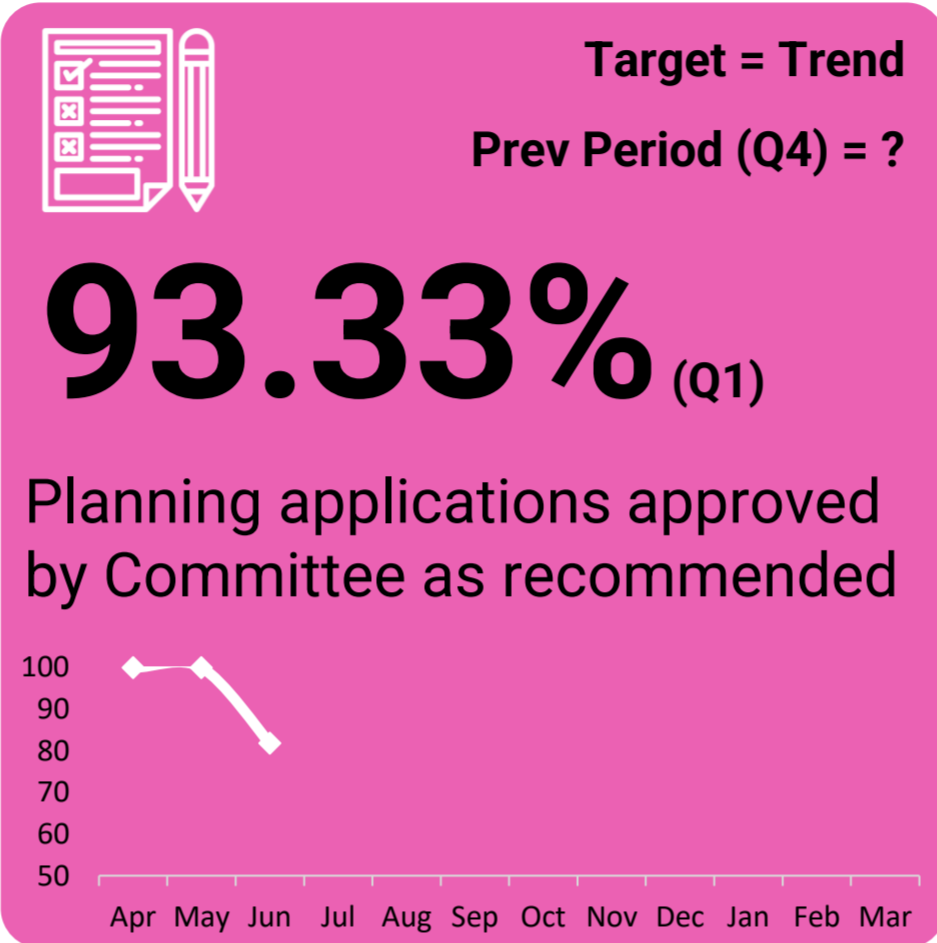 Target = Trend
Prev Period (Q4) = ?
93.33% (Q1)
Planning applications approved
by Committee as recommended
100
90
80
70
60
50
Apr May Jun Jul Aug Sep Oct Nov Dec Jan Feb Mar